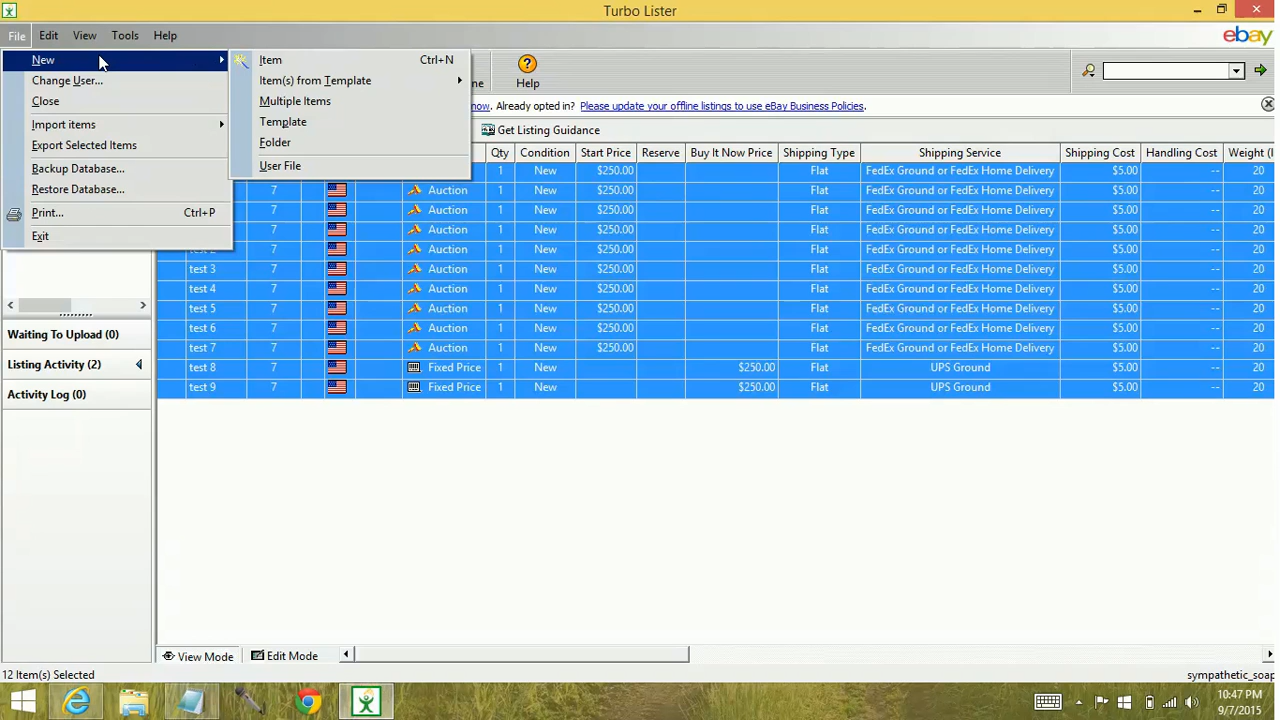 Turbo Lister
File Edit View Tools Help
ebay
New
Change User...
Close
Import items
Export Selected Items
Backup Database...
Restore Database...
Print... Ctrl+P
Exit
Item Ctrl+N
Item(s) from Template
Multiple Items
Template
Folder
User File
ne Help
now. Already opted in? Please update your offline listings to use eBay Business Policies.
Get Listing Guidance
Qty Condition Start Price Reserve Buy It Now Price Shipping Type Shipping Service Shipping Cost Handling Cost Weight (l
1 New $250.00 Flat FedEx Ground or FedEx Home Delivery $5.00 -- 20
7 Auction 1 New $250.00 Flat FedEx Ground or FedEx Home Delivery $5.00 -- 20
Auction 1 New $250.00 Flat FedEx Ground or FedEx Home Delivery $5.00 -- 20
Auction 1 New $250.00 Flat FedEx Ground or FedEx Home Delivery $5.00 -- 20
test 2 7 Auction 1 New $250.00 Flat FedEx Ground or FedEx Home Delivery $5.00 -- 20
test 3 7 Auction 1 New $250.00 Flat FedEx Ground or FedEx Home Delivery $5.00 -- 20
test 4 7 Auction 1 New $250.00 Flat FedEx Ground or FedEx Home Delivery $5.00 -- 20
test 5 7 Auction 1 New $250.00 Flat FedEx Ground or FedEx Home Delivery $5.00 -- 20
test 6 7 Auction 1 New $250.00 Flat FedEx Ground or FedEx Home Delivery $5.00 -- 20
test 7 7 Auction 1 New $250.00 Flat FedEx Ground or FedEx Home Delivery $5.00 -- 20
test 8 7 Fixed Price 1 New $250.00 Flat UPS Ground $5.00 -- 20
test 9 7 Fixed Price 1 New $250.00 Flat UPS Ground $5.00 -- 20
Waiting To Upload (0)
Listing Activity (2)
Activity Log (0)
View Mode Edit Mode
12 Item(s) Selected
sympathetic_soap
10:47 PM
9/7/2015